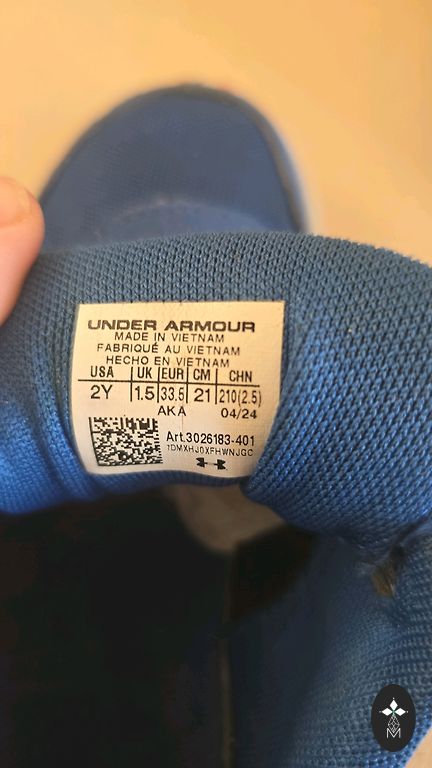 UNDER ARMOUR
MADE IN VIETNAM
FABRIQUÉ AU VIETNAM
HECHO EN VIETNAM
USA UK EUR CM CHN
2Y 1.5 33.5 21 210(2.5)
AKA 04/24
Art.3026183-401
1DMXHJ0XFHWNJGC
M